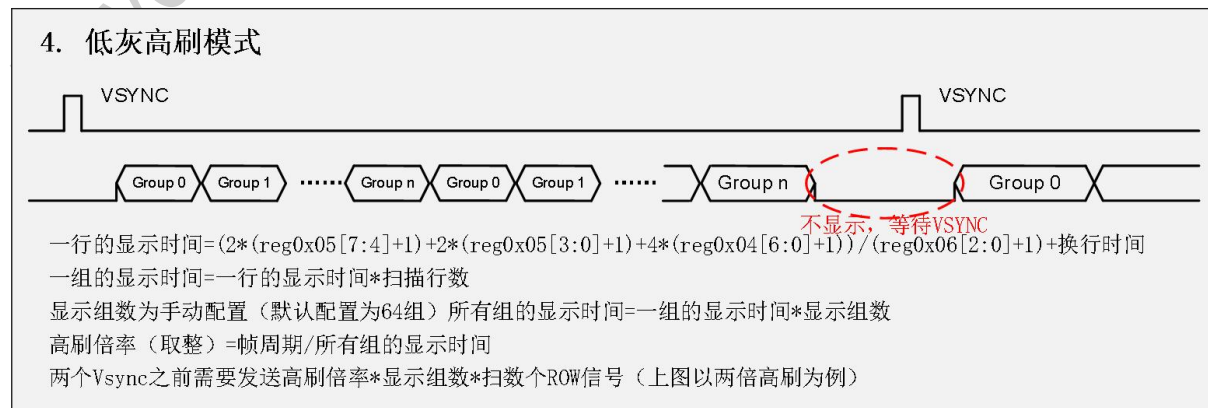 4. 低灰高刷模式
VSYNC VSYNC
Group 0 Group 1 ······ Group n Group 0 Group 1 ······ Group n Group 0
不显示，等待VSYNC
一行的显示时间=(2*(reg0x05[7:4]+1)+2*(reg0x05[3:0]+1)+4*(reg0x04[6:0]+1))/(reg0x06[2:0]+1)+换行时间
一组的显示时间=一行的显示时间*扫描行数
显示组数为手动配置（默认配置为64组）所有组的显示时间=一组的显示时间*显示组数
高刷倍率（取整）=帧周期/所有组的显示时间
两个Vsync之前需要发送高刷倍率*显示组数*扫数个ROW信号（上图以两倍高刷为例）